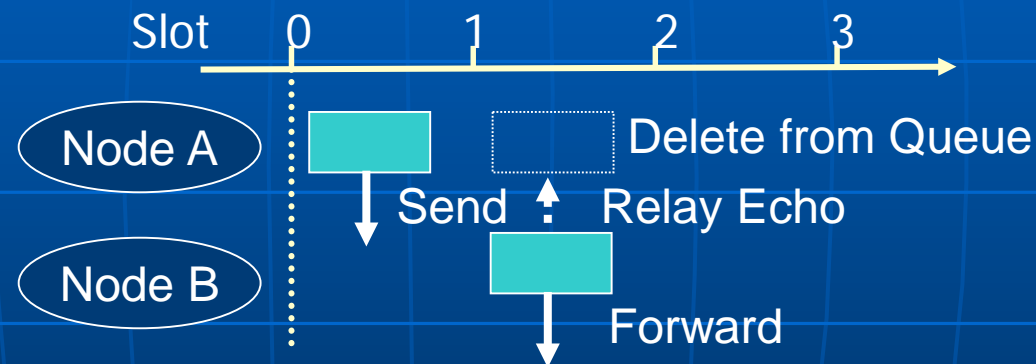 Slot 0 1 2 3
Node A Delete from Queue
Send Relay Echo
Node B
Forward